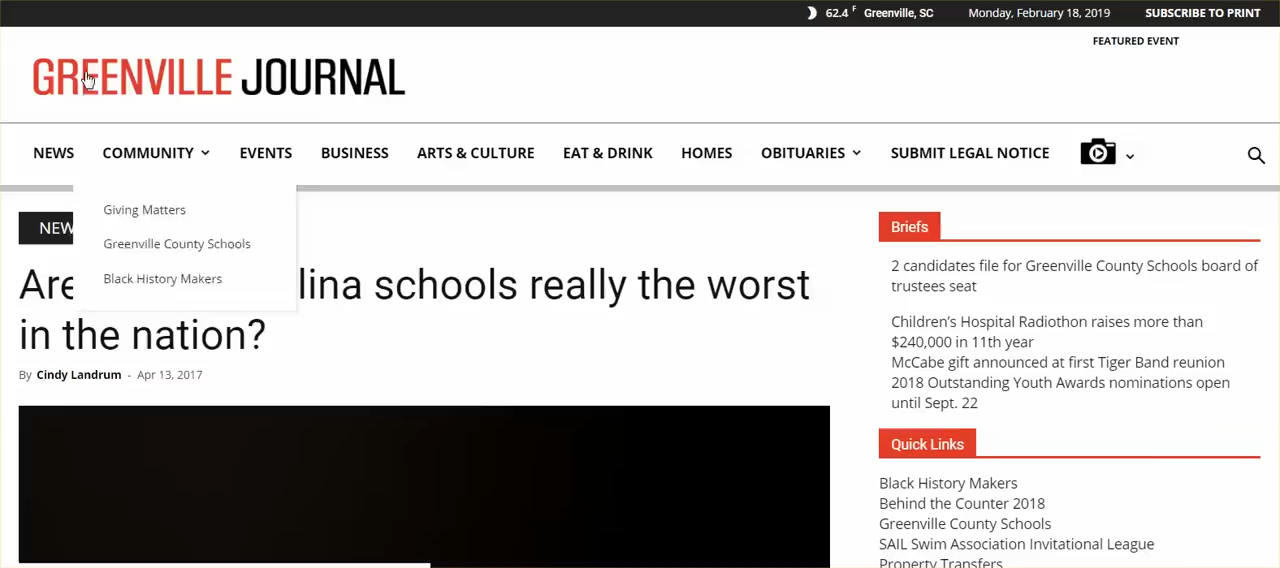 62.4 F Greenville, SC Monday, February 18, 2019 SUBSCRIBE TO PRINT
FEATURED EVENT
GREENVILLE JOURNAL
NEWS COMMUNITY EVENTS BUSINESS ARTS & CULTURE EAT & DRINK HOMES OBITUARIES SUBMIT LEGAL NOTICE
Giving Matters
Greenville County Schools
Black History Makers
NEW
Are lina schools really the worst
in the nation?
By Cindy Landrum - Apr 13, 2017
Briefs
2 candidates file for Greenville County Schools board of
trustees seat
Children’s Hospital Radiothon raises more than
$240,000 in 11th year
McCabe gift announced at first Tiger Band reunion
2018 Outstanding Youth Awards nominations open
until Sept. 22
Quick Links
Black History Makers
Behind the Counter 2018
Greenville County Schools
SAIL Swim Association Invitational League
Property Transfers